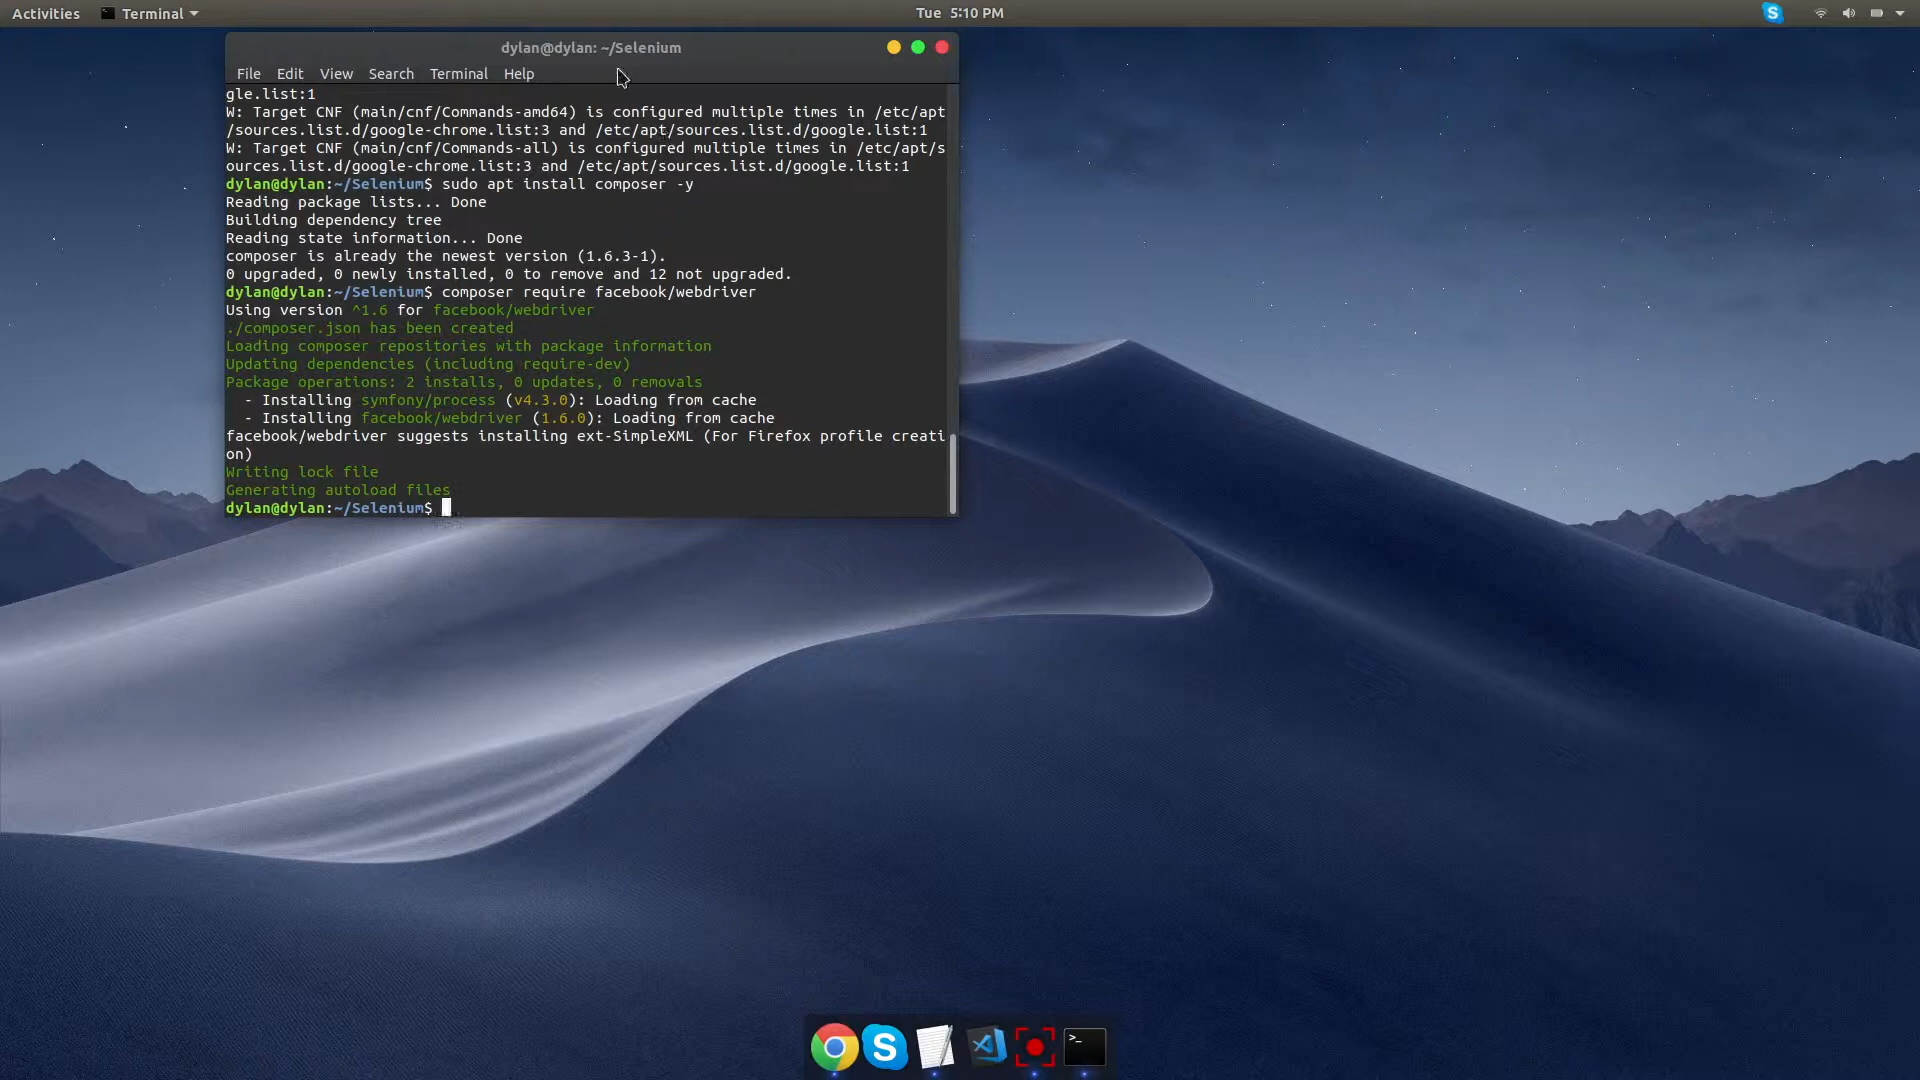 Activities Terminal Tue 5:10 PM
dylan@dylan: ~/Selenium
File Edit View Search Terminal Help
gle.list:1
W: Target CNF (main/cnf/Commands-amd64) is configured multiple times in /etc/apt
/sources.list.d/google-chrome.list:3 and /etc/apt/sources.list.d/google.list:1
W: Target CNF (main/cnf/Commands-all) is configured multiple times in /etc/apt/s
ources.list.d/google-chrome.list:3 and /etc/apt/sources.list.d/google.list:1
dylan@dylan:~/Selenium$ sudo apt install composer -y
Reading package lists... Done
Building dependency tree
Reading state information... Done
composer is already the newest version (1.6.3-1).
0 upgraded, 0 newly installed, 0 to remove and 12 not upgraded.
dylan@dylan:~/Selenium$ composer require facebook/webdriver
Using version ^1.6 for facebook/webdriver
./composer.json has been created
Loading composer repositories with package information
Updating dependencies (including require-dev)
Package operations: 2 installs, 0 updates, 0 removals
- Installing symfony/process (v4.3.0): Loading from cache
- Installing facebook/webdriver (1.6.0): Loading from cache
facebook/webdriver suggests installing ext-SimpleXML (For Firefox profile creati
on)
Writing lock file
Generating autoload files
dylan@dylan:~/Selenium$